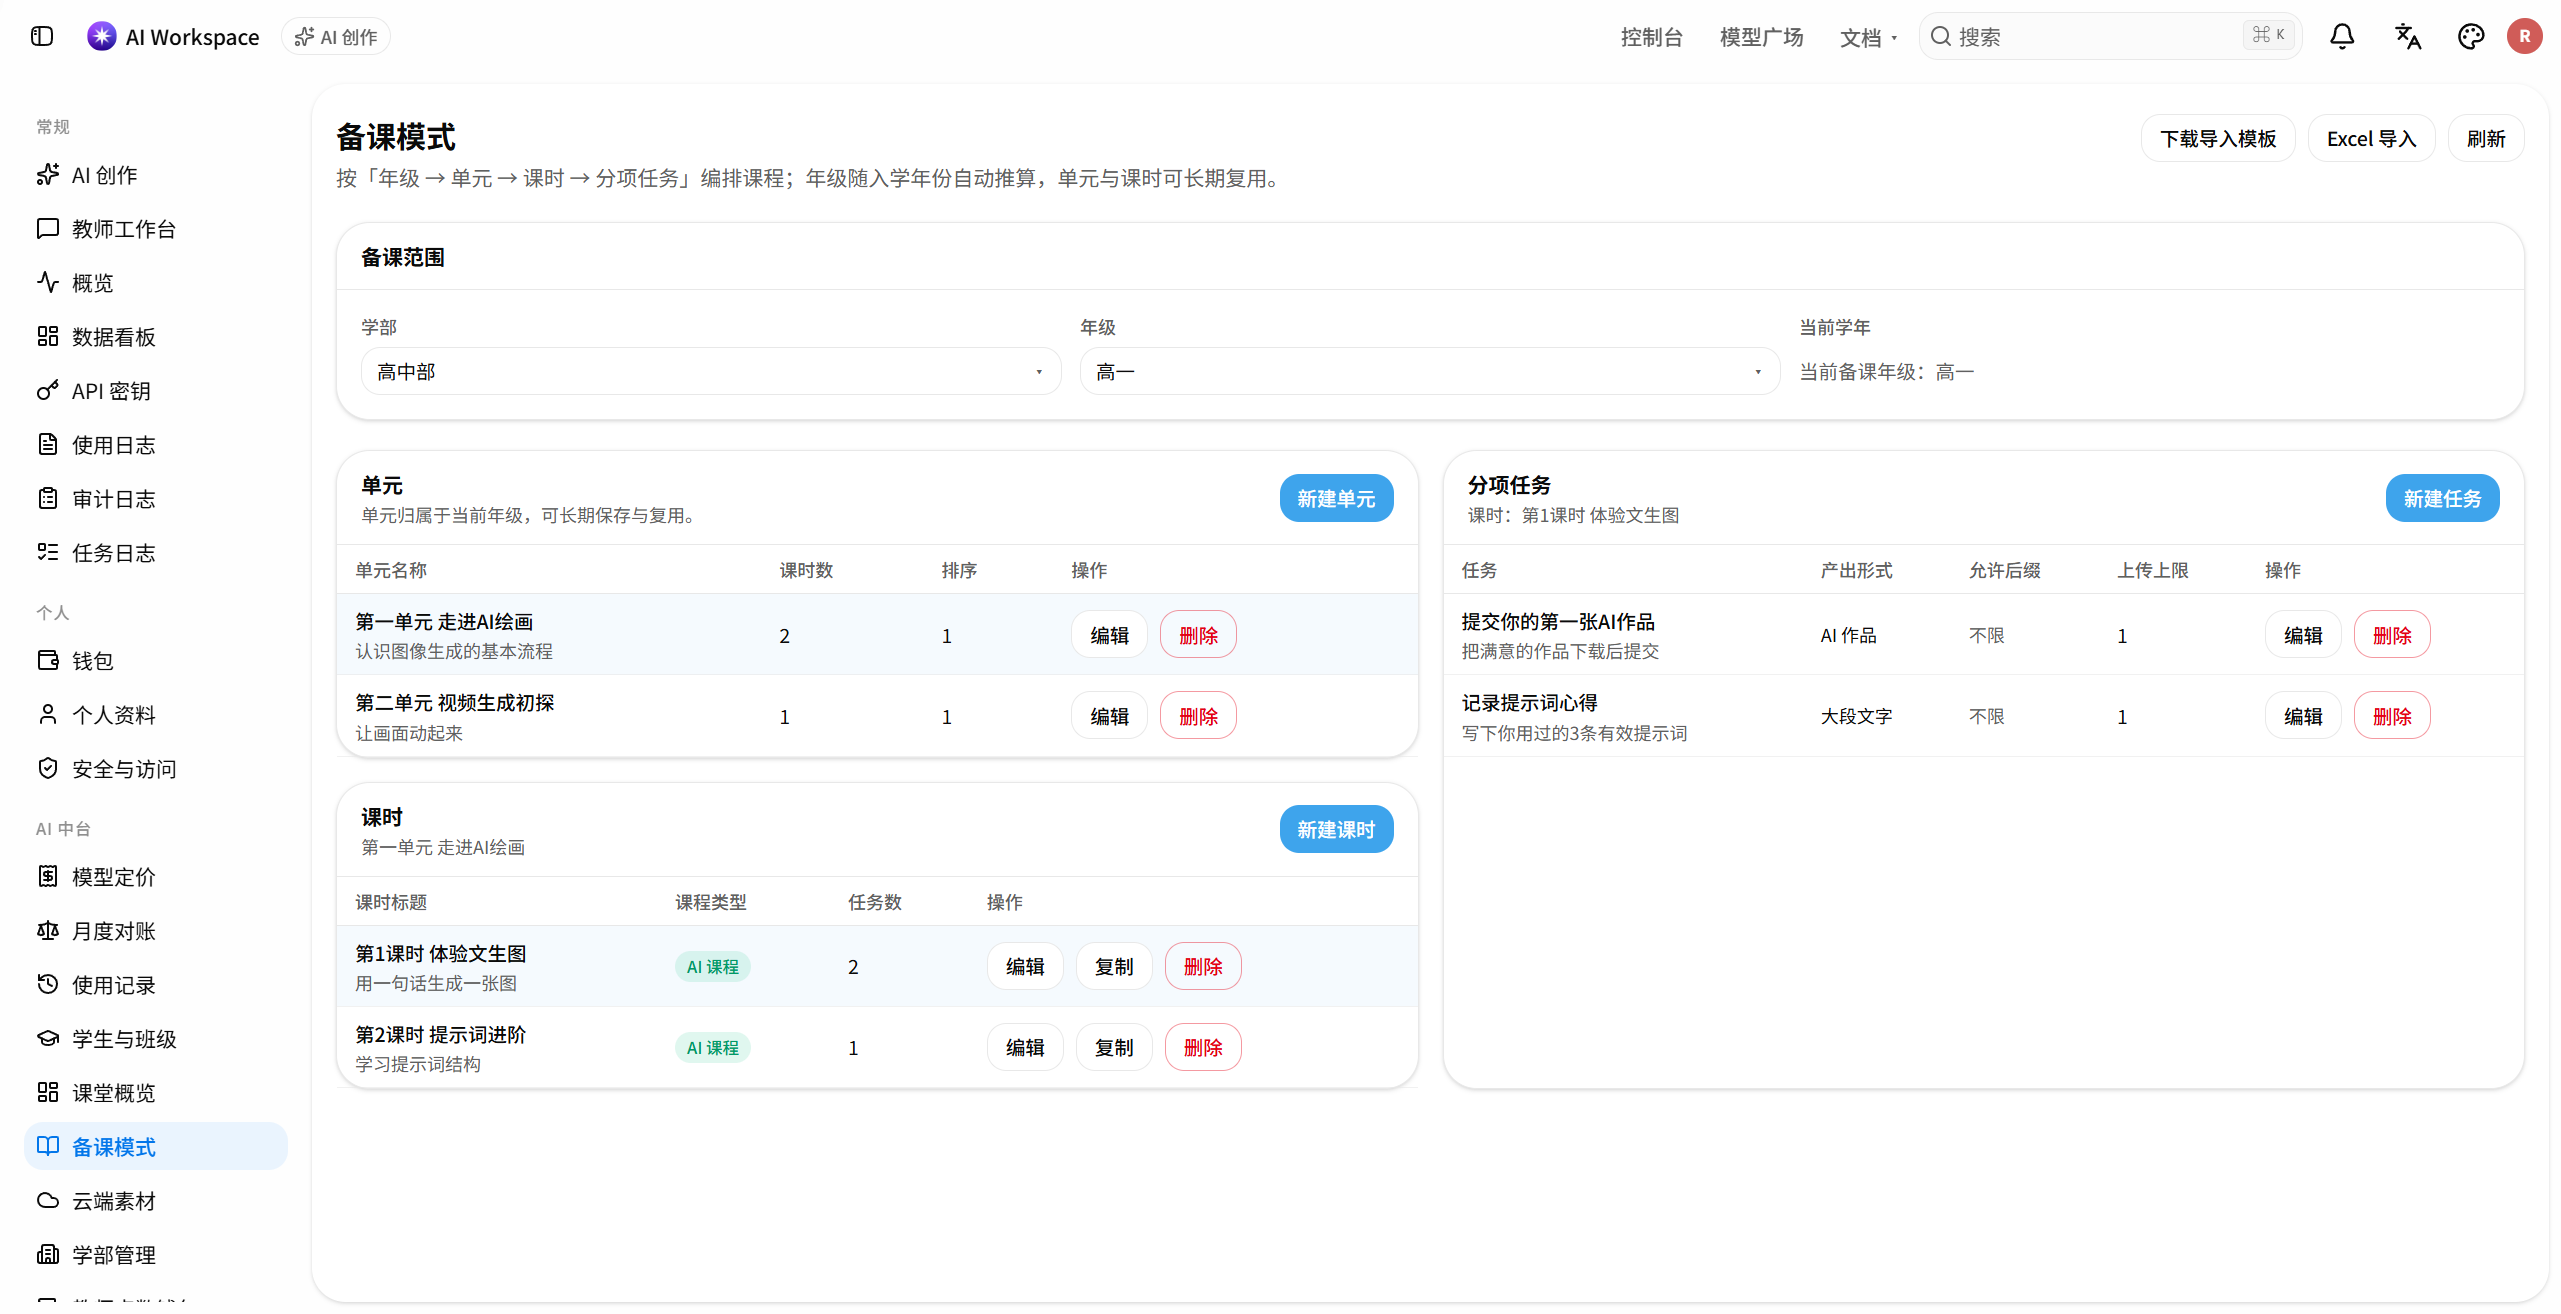 AI Workspace
AI 创作
控制台
模型广场
文档
搜索
⌘ K
R
常规
AI 创作
教师工作台
概览
数据看板
API 密钥
使用日志
审计日志
任务日志
个人
钱包
个人资料
安全与访问
AI 中台
模型定价
月度对账
使用记录
学生与班级
课堂概览
备课模式
云端素材
学部管理
备课模式
按「年级 → 单元 → 课时 → 分项任务」编排课程；年级随入学年份自动推算，单元与课时可长期复用。
下载导入模板
Excel 导入
刷新
备课范围
学部
年级
当前学年
高中部
高一
当前备课年级：高一
单元
单元归属于当前年级，可长期保存与复用。
新建单元
单元名称 课时数 排序 操作
第一单元 走进AI绘画
认识图像生成的基本流程
2 1 编辑 删除
第二单元 视频生成初探
让画面动起来
1 1 编辑 删除
课时
第一单元 走进AI绘画
新建课时
课时标题 课程类型 任务数 操作
第1课时 体验文生图
用一句话生成一张图
AI 课程 2 编辑 复制 删除
第2课时 提示词进阶
学习提示词结构
AI 课程 1 编辑 复制 删除
分项任务
课时：第1课时 体验文生图
新建任务
任务 产出形式 允许后缀 上传上限 操作
提交你的第一张AI作品
把满意的作品下载后提交
AI 作品 不限 1 编辑 删除
记录提示词心得
写下你用过的3条有效提示词
大段文字 不限 1 编辑 删除